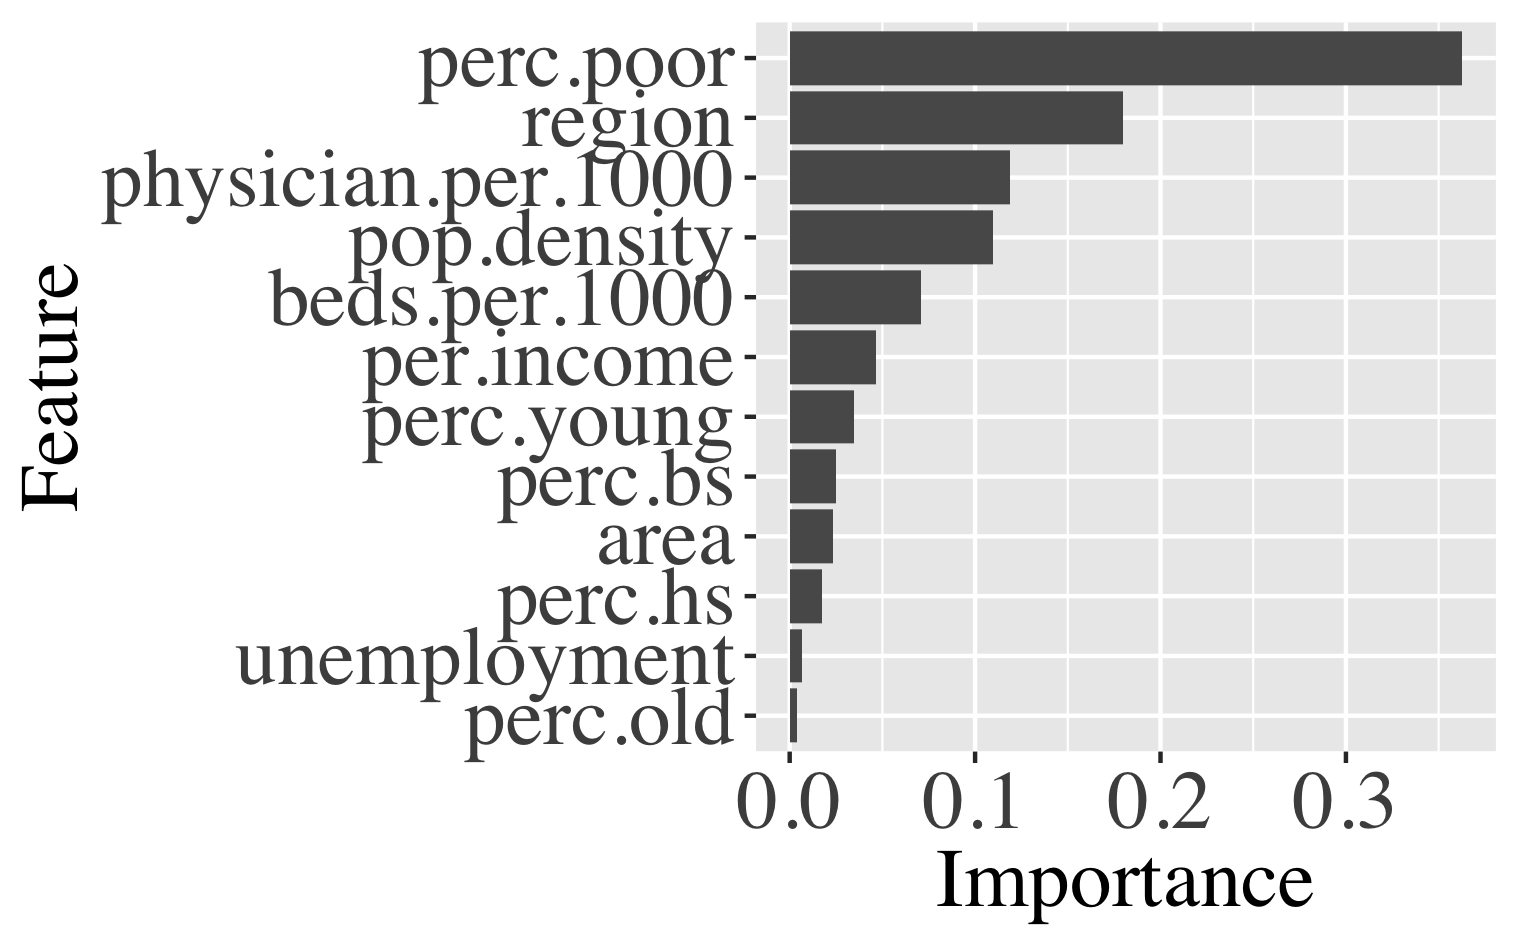 perc.poor
region
physician.per.1000
pop.density
beds.per.1000
per.income
perc.young
perc.bs
area
perc.hs
unemployment
perc.old
Feature
0.0 0.1 0.2 0.3
Importance